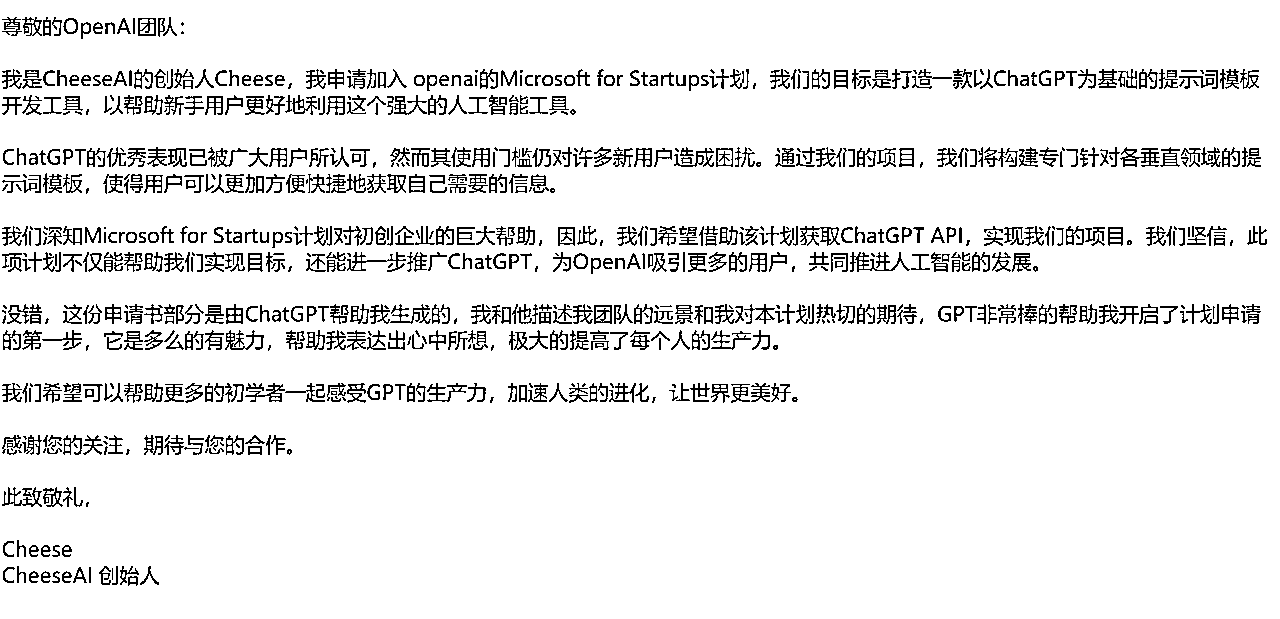 尊敬的OpenAI团队：
我是CheeseAI的创始人Cheese，我申请加入 openai的Microsoft for Startups计划，我们的目标是打造一款以ChatGPT为基础的提示词模板
开发工具，以帮助新手用户更好地利用这个强大的人工智能工具。
ChatGPT的优秀表现已被广大用户所认可，然而其使用门槛仍对许多新用户造成困扰。通过我们的项目，我们将构建专门针对各垂直领域的提
示词模板，使得用户可以更加方便快捷地获取自己需要的信息。
我们深知Microsoft for Startups计划对初创企业的巨大帮助，因此，我们希望借助该计划获取ChatGPT API，实现我们的项目。我们坚信，此
项计划不仅能帮助我们实现目标，还能进一步推广ChatGPT，为OpenAI吸引更多的用户，共同推进人工智能的发展。
没错，这份申请书部分是由ChatGPT帮助我生成的，我和他描述我团队的远景和我对本计划热切的期待，GPT非常棒的帮助我开启了计划申请
的第一步，它是多么的有魅力，帮助我表达出心中所想，极大的提高了每个人的生产力。
我们希望可以帮助更多的初学者一起感受GPT的生产力，加速人类的进化，让世界更美好。
感谢您的关注，期待与您的合作。
此致敬礼，
Cheese
CheeseAI 创始人